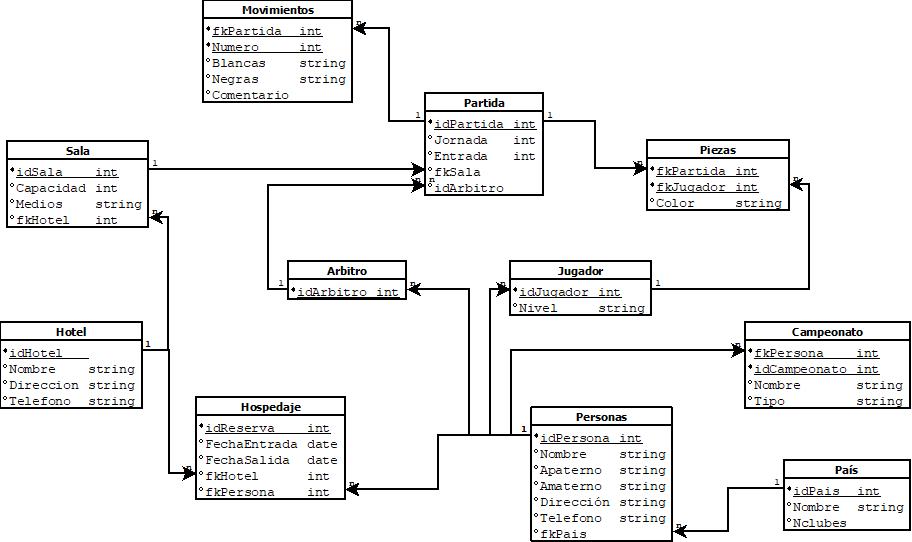 Movimientos
fkPartida int
Numero int
Blancas string
Negras string
Comentario
n
Partida
idPartida int
Jornada int
Entrada int
fkSala
idArbitro
1
1
n
n
Sala
idSala int
Capacidad int
Medios string
fkHotel int
1
n
Piezas
fkPartida int
fkJugador int
Color string
n
n
Arbitro
idArbitro int
1
n
Jugador
idJugador int
Nivel string
n
1
Hotel
idHotel
Nombre string
Direccion string
Telefono string
1
Campeonato
fkPersona int
idCampeonato int
Nombre string
Tipo string
n
Hospedaje
idReserva int
FechaEntrada date
FechaSalida date
fkHotel int
fkPersona int
n
n
Personas
idPersona int
Nombre string
Apaterno string
Amaterno string
Dirección string
Telefono string
fkPais
1
n
País
idPais int
Nombre string
Nclubes
1